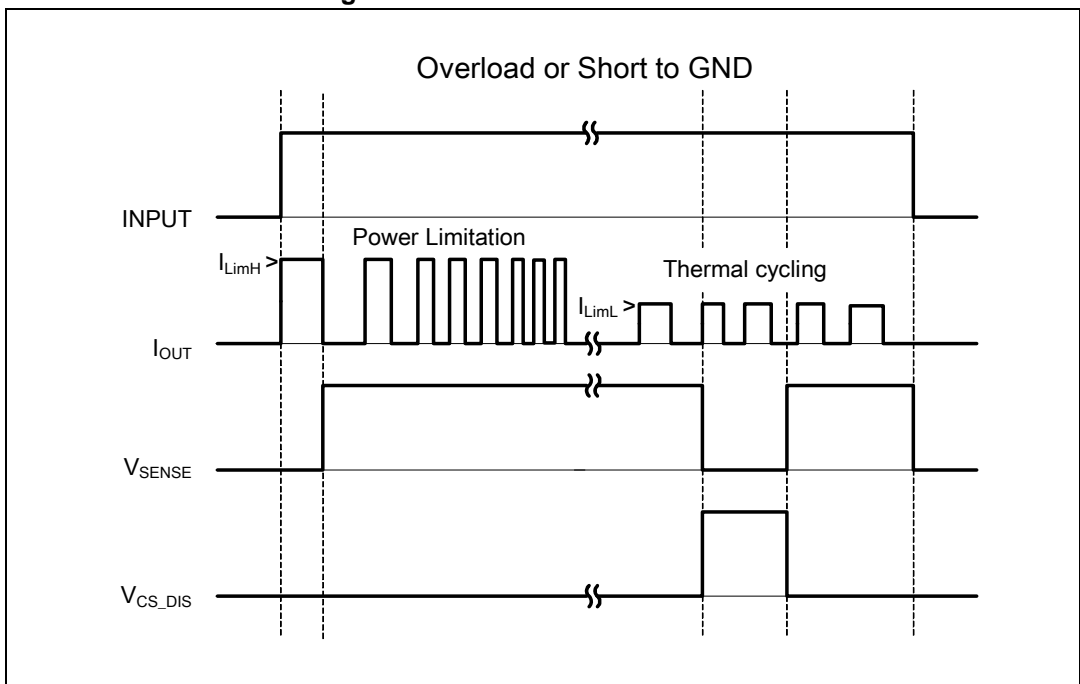 Overload or Short to GND
INPUT
Power Limitation
I_LimH >
Thermal cycling
I_LimL >
I_OUT
V_SENSE
V_CS_DIS